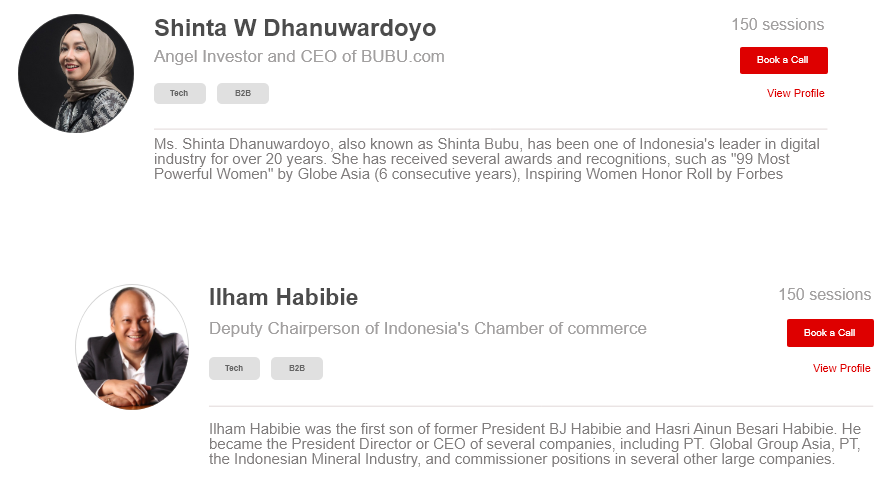 Shinta W Dhanuwardoyo
150 sessions
Angel Investor and CEO of BUBU.com
Book a Call
Tech
B2B
View Profile
Ms. Shinta Dhanuwardoyo, also known as Shinta Bubu, has been one of Indonesia's leader in digital
industry for over 20 years. She has received several awards and recognitions, such as "99 Most
Powerful Women" by Globe Asia (6 consecutive years), Inspiring Women Honor Roll by Forbes
Ilham Habibie
150 sessions
Deputy Chairperson of Indonesia's Chamber of commerce
Book a Call
Tech
B2B
View Profile
Ilham Habibie was the first son of former President BJ Habibie and Hasri Ainun Besari Habibie. He
became the President Director or CEO of several companies, including PT. Global Group Asia, PT,
the Indonesian Mineral Industry, and commissioner positions in several other large companies.